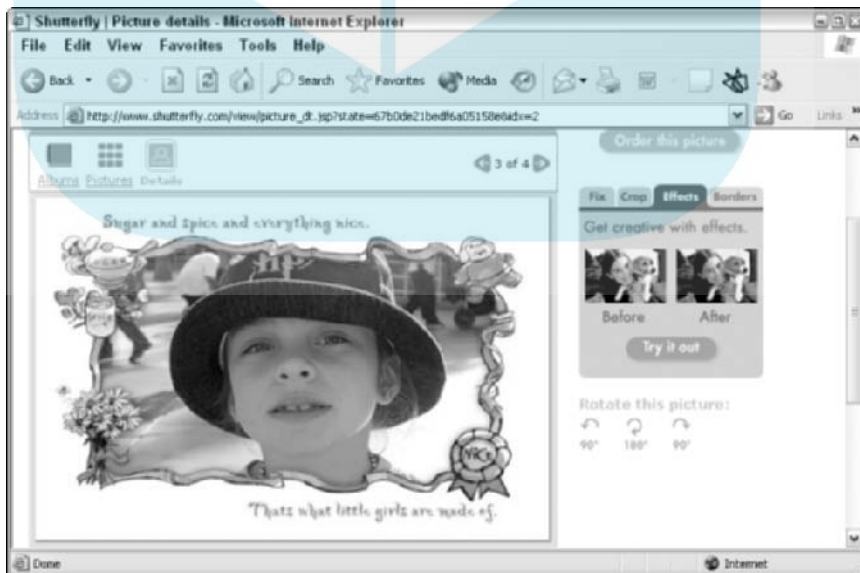 Shutterfly | Picture details - Microsoft Internet Explorer
File Edit View Favorites Tools Help
Back Search Favorites Media
Address http://www.shutterfly.com/view/picture_dt.jsp?state=67b0de21bedf6a05158e&idx=2 Go Links »
Albums Pictures Details
3 of 4
Order this picture
Fix Crop Effects Borders
Get creative with effects.
Before After
Try it out
Rotate this picture:
90° 180° 90°
Sugar and spice and everything nice.
NICE
Thats what little girls are made of.
Done Internet